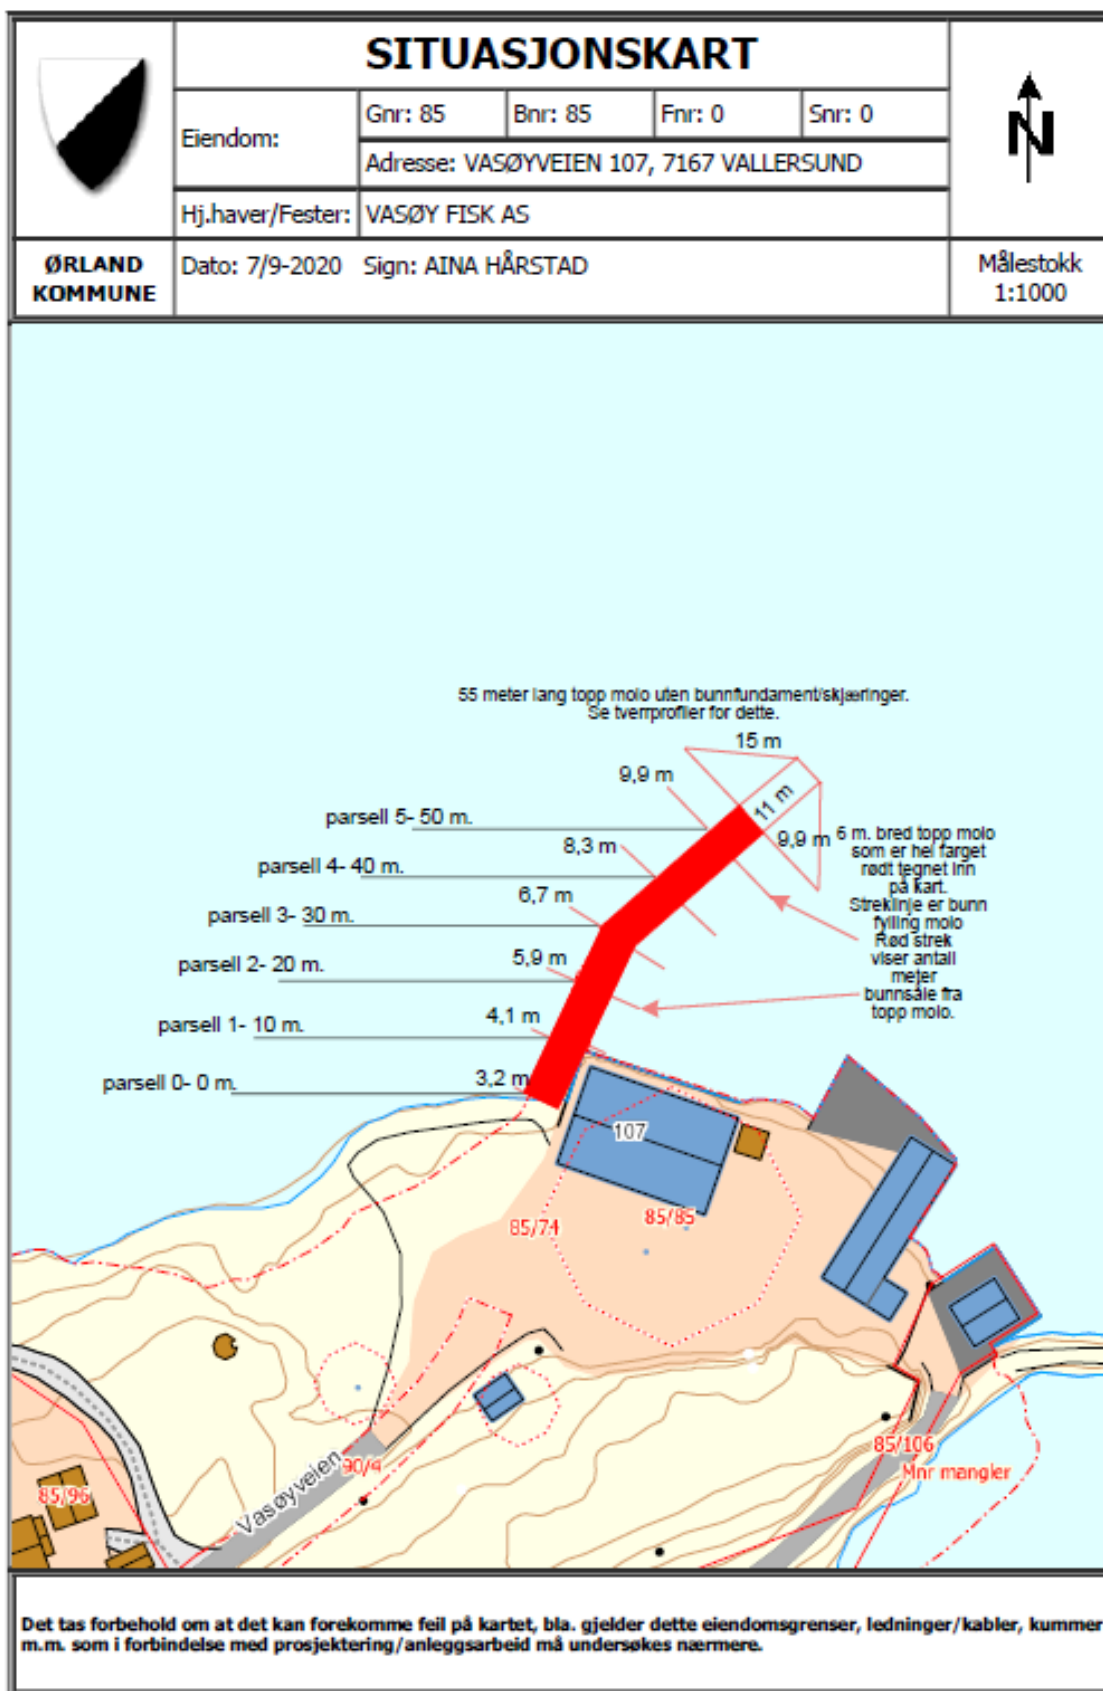 SITUASJONSKART
Eiendom:
Gnr: 85
Bnr: 85
Fnr: 0
Snr: 0
Adresse: VASØYVEIEN 107, 7167 VALLERSUND
Hj.haver/Fester:
VASØY FISK AS
N
ØRLAND
KOMMUNE
Dato: 7/9-2020 Sign: AINA HÅRSTAD
Målestokk
1:1000
55 meter lang topp molo uten bunnfundament/skjæringer.
Se tverrprofiler for dette.
15 m
9,9 m
11 m
parsell 5- 50 m.
9,9 m
6 m. bred topp molo
som er hel farget
rødt tegnet inn
på kart.
Streklinje er bunn
fylling molo
Rød strek
viser antall
meter
bunnsåle fra
topp molo.
8,3 m
parsell 4- 40 m.
6,7 m
parsell 3- 30 m.
5,9 m
parsell 2- 20 m.
4,1 m
parsell 1- 10 m.
3,2 m
parsell 0- 0 m.
107
85/74
85/85
85/106
Mnr mangler
90/4
Vasøyveien
85/96
Det tas forbehold om at det kan forekomme feil på kartet, bla. gjelder dette eiendomsgrenser, ledninger/kabler, kummer
m.m. som i forbindelse med prosjektering/anleggsarbeid må undersøkes nærmere.